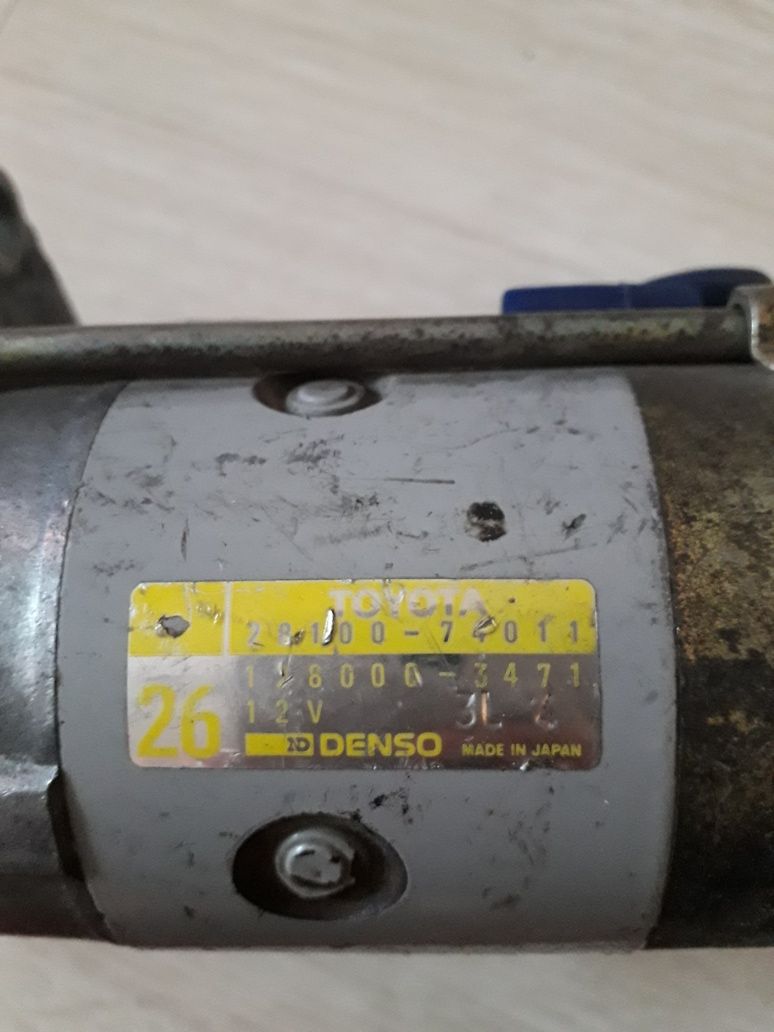 TOYOTA
28100-74011
128000-3471
26
12V
DENSO
MADE IN JAPAN